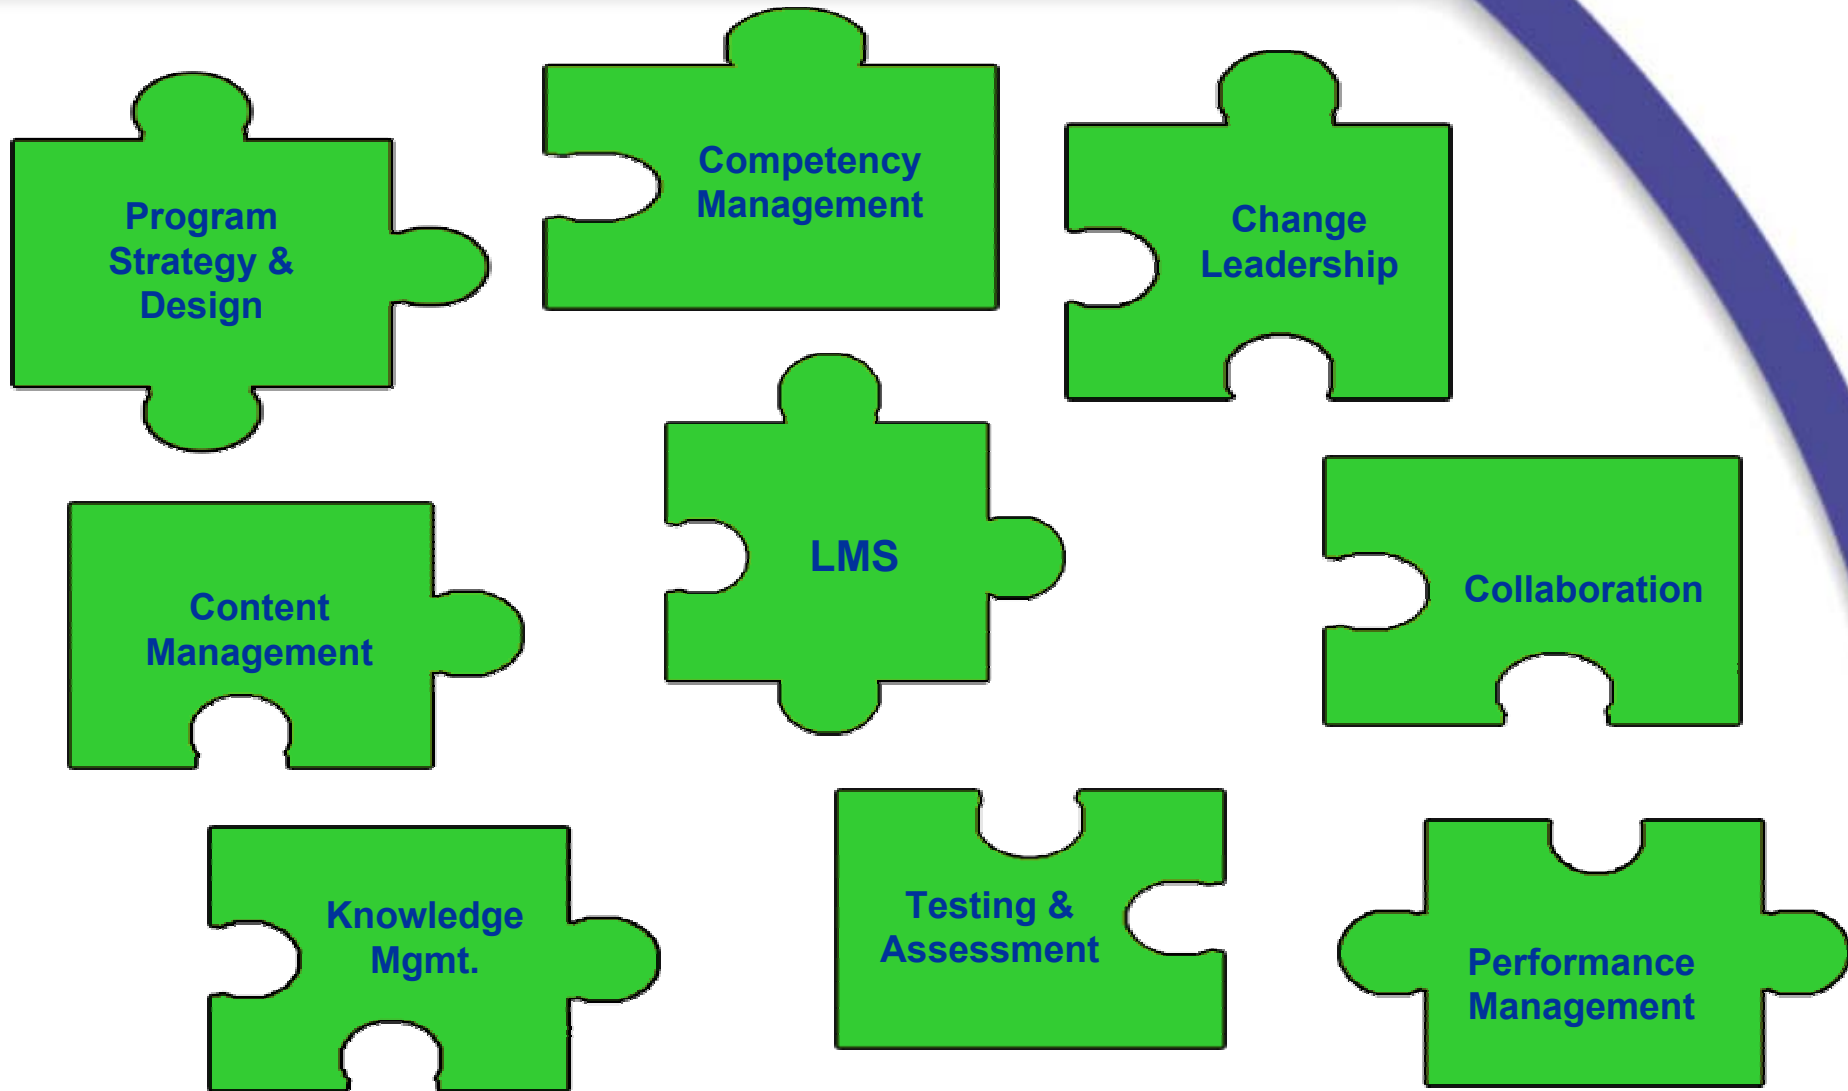 Program
Strategy &
Design
Competency
Management
Change
Leadership
Content
Management
LMS
Collaboration
Knowledge
Mgmt.
Testing &
Assessment
Performance
Management